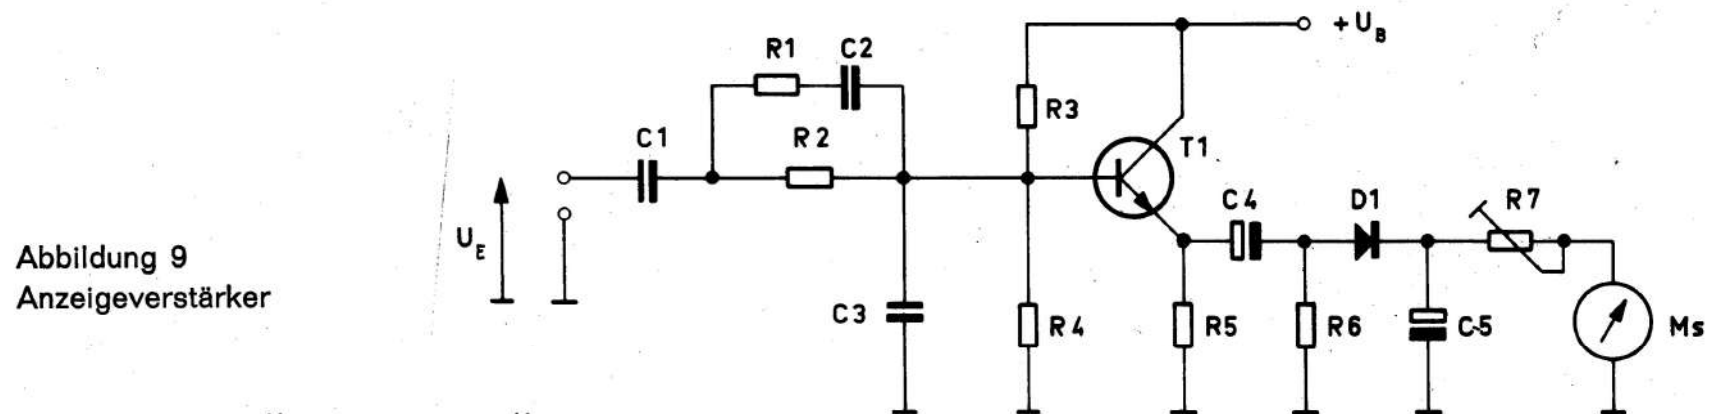 +U_B
R1
C2
R3
C1
R2
T1
C4
D1
R7
U_E
Abbildung 9
Anzeigeverstärker
C3
R4
R5
R6
C5
Ms